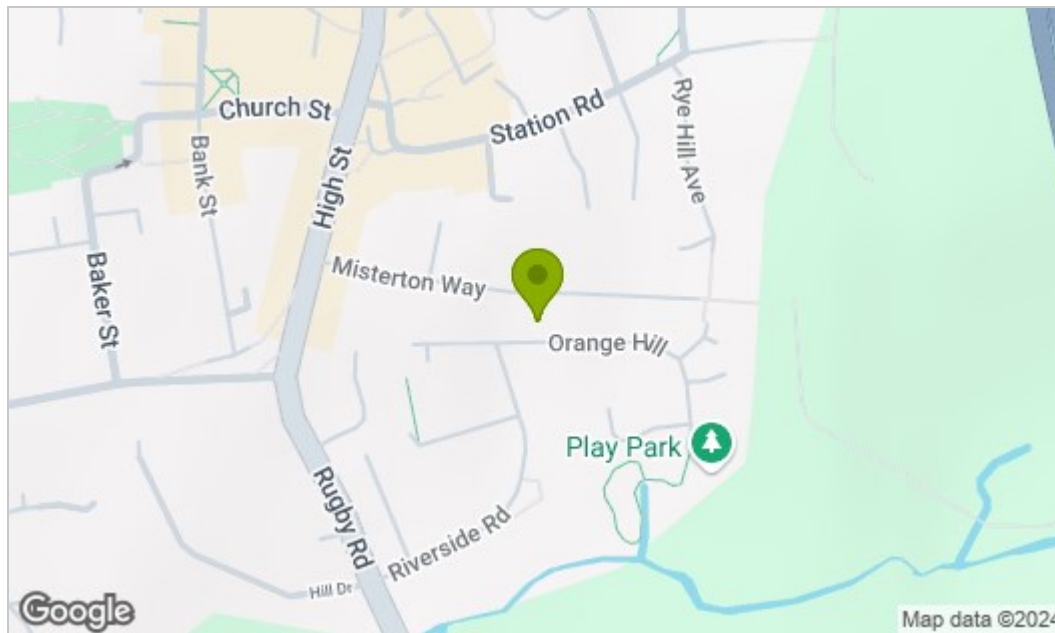 Church St
Station Rd
Rye Hill Ave
Bank St
High St
Misterton Way
Baker St
Orange Hill
Play Park
Rugby Rd
Riverside Rd
Hill Dr
Google
Map data ©2024